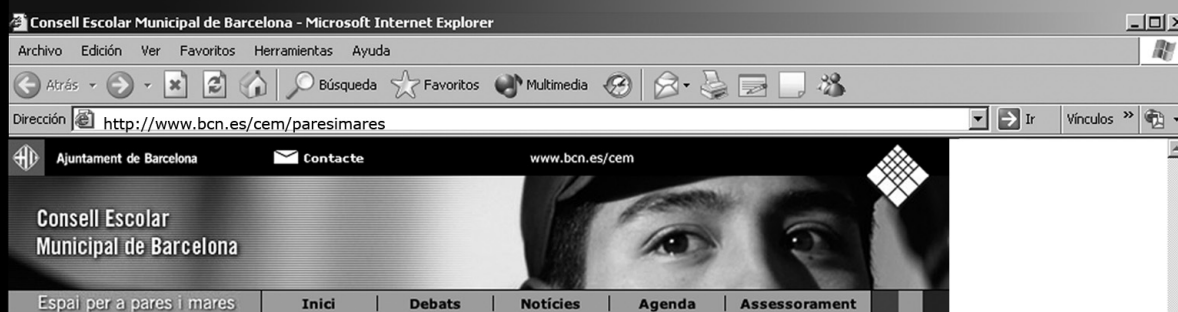 Consell Escolar Municipal de Barcelona - Microsoft Internet Explorer
Archivo Edición Ver Favoritos Herramientas Ayuda
Atrás Búsqueda Favoritos Multimedia
Dirección http://www.bcn.es/cem/paresimares Ir Vínculos »
Ajuntament de Barcelona Contacte www.bcn.es/cem
Consell Escolar
Municipal de Barcelona
Espai per a pares i mares Inici Debats Notícies Agenda Assessorament